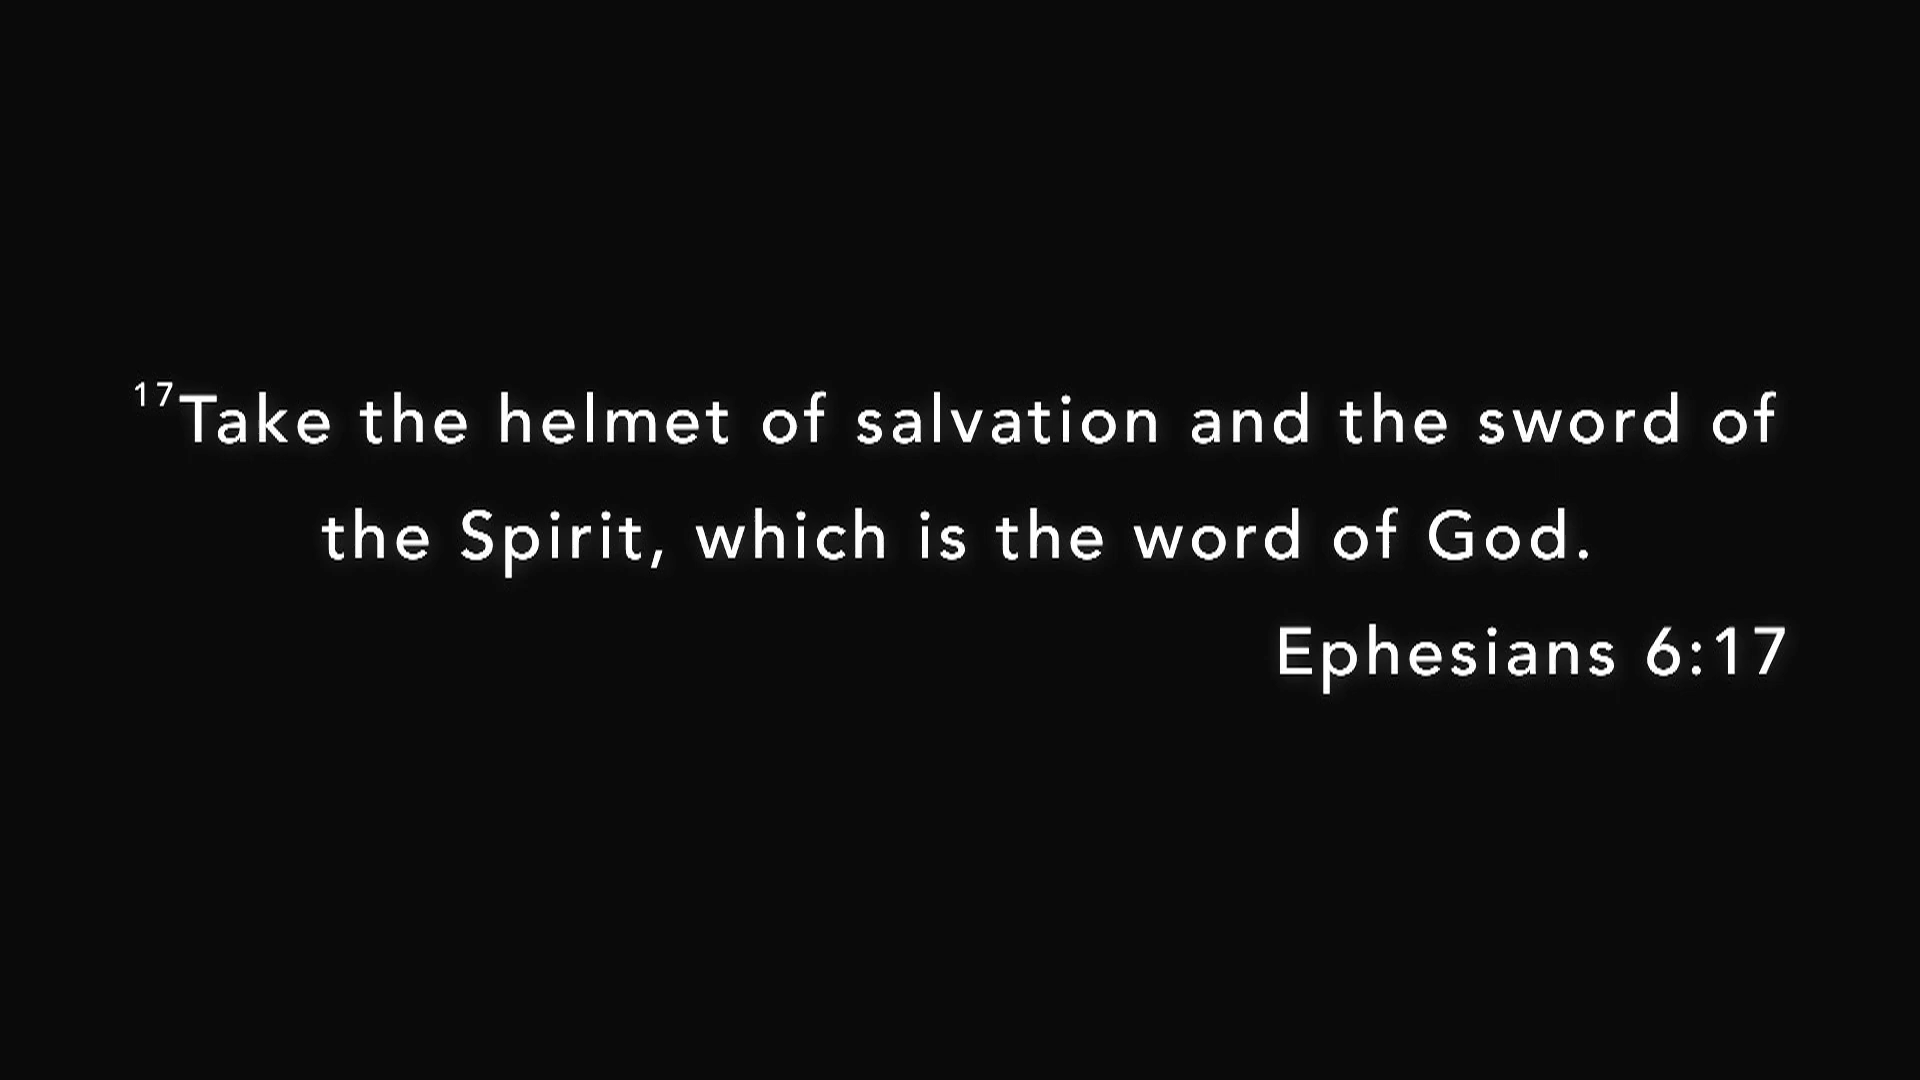 17Take the helmet of salvation and the sword of
the Spirit, which is the word of God.
Ephesians 6:17